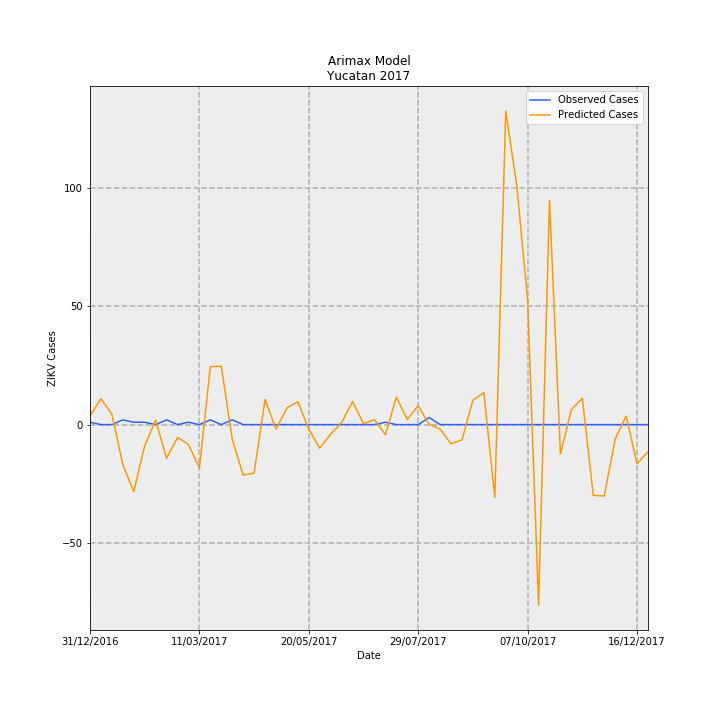 Arimax Model
Yucatan 2017
Observed Cases
Predicted Cases
ZIKV Cases
100
50
0
−50
31/12/2016
11/03/2017
20/05/2017
29/07/2017
07/10/2017
16/12/2017
Date